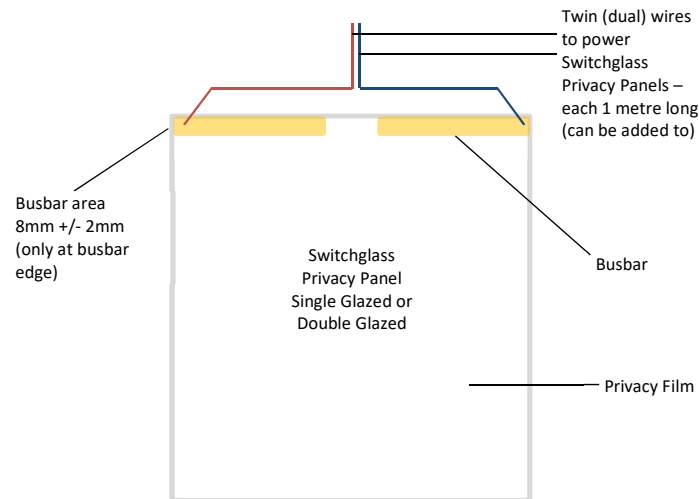 Twin (dual) wires
to power
Switchglass
Privacy Panels –
each 1 metre long
(can be added to)
Busbar area
8mm +/- 2mm
(only at busbar
edge)
Switchglass
Privacy Panel
Single Glazed or
Double Glazed
Busbar
Privacy Film